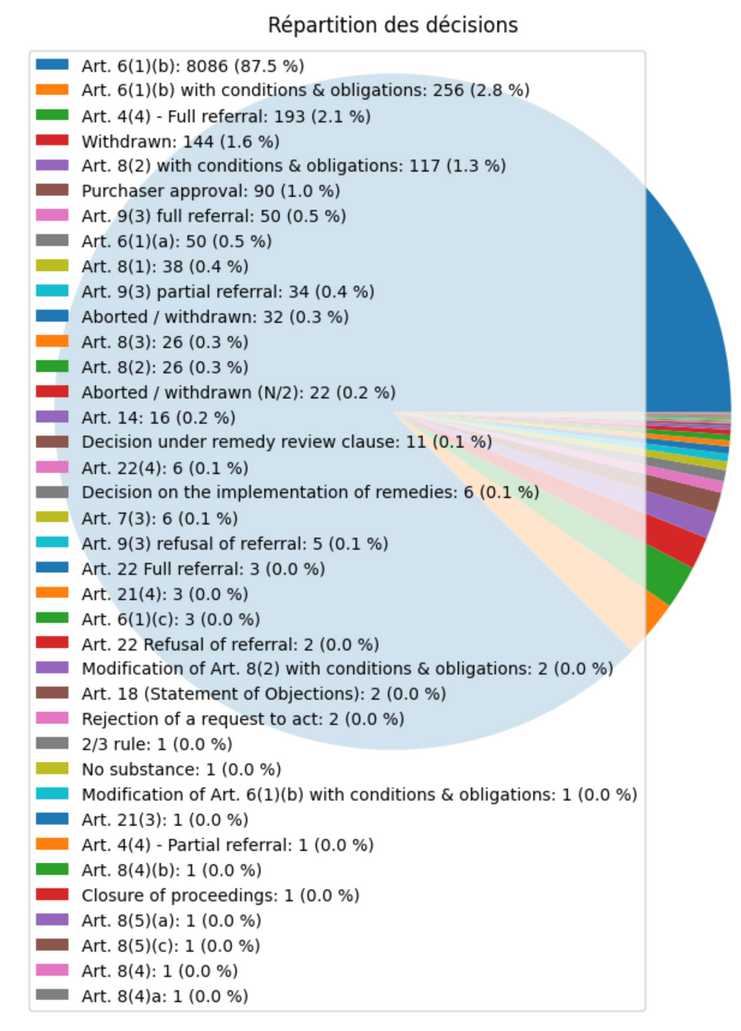 Répartition des décisions
Art. 6(1)(b): 8086 (87.5 %)
Art. 6(1)(b) with conditions & obligations: 256 (2.8 %)
Art. 4(4) - Full referral: 193 (2.1 %)
Withdrawn: 144 (1.6 %)
Art. 8(2) with conditions & obligations: 117 (1.3 %)
Purchaser approval: 90 (1.0 %)
Art. 9(3) full referral: 50 (0.5 %)
Art. 6(1)(a): 50 (0.5 %)
Art. 8(1): 38 (0.4 %)
Art. 9(3) partial referral: 34 (0.4 %)
Aborted / withdrawn: 32 (0.3 %)
Art. 8(3): 26 (0.3 %)
Art. 8(2): 26 (0.3 %)
Aborted / withdrawn (N/2): 22 (0.2 %)
Art. 14: 16 (0.2 %)
Decision under remedy review clause: 11 (0.1 %)
Art. 22(4): 6 (0.1 %)
Decision on the implementation of remedies: 6 (0.1 %)
Art. 7(3): 6 (0.1 %)
Art. 9(3) refusal of referral: 5 (0.1 %)
Art. 22 Full referral: 3 (0.0 %)
Art. 21(4): 3 (0.0 %)
Art. 6(1)(c): 3 (0.0 %)
Art. 22 Refusal of referral: 2 (0.0 %)
Modification of Art. 8(2) with conditions & obligations: 2 (0.0 %)
Art. 18 (Statement of Objections): 2 (0.0 %)
Rejection of a request to act: 2 (0.0 %)
2/3 rule: 1 (0.0 %)
No substance: 1 (0.0 %)
Modification of Art. 6(1)(b) with conditions & obligations: 1 (0.0 %)
Art. 21(3): 1 (0.0 %)
Art. 4(4) - Partial referral: 1 (0.0 %)
Art. 8(4)(b): 1 (0.0 %)
Closure of proceedings: 1 (0.0 %)
Art. 8(5)(a): 1 (0.0 %)
Art. 8(5)(c): 1 (0.0 %)
Art. 8(4): 1 (0.0 %)
Art. 8(4)a: 1 (0.0 %)